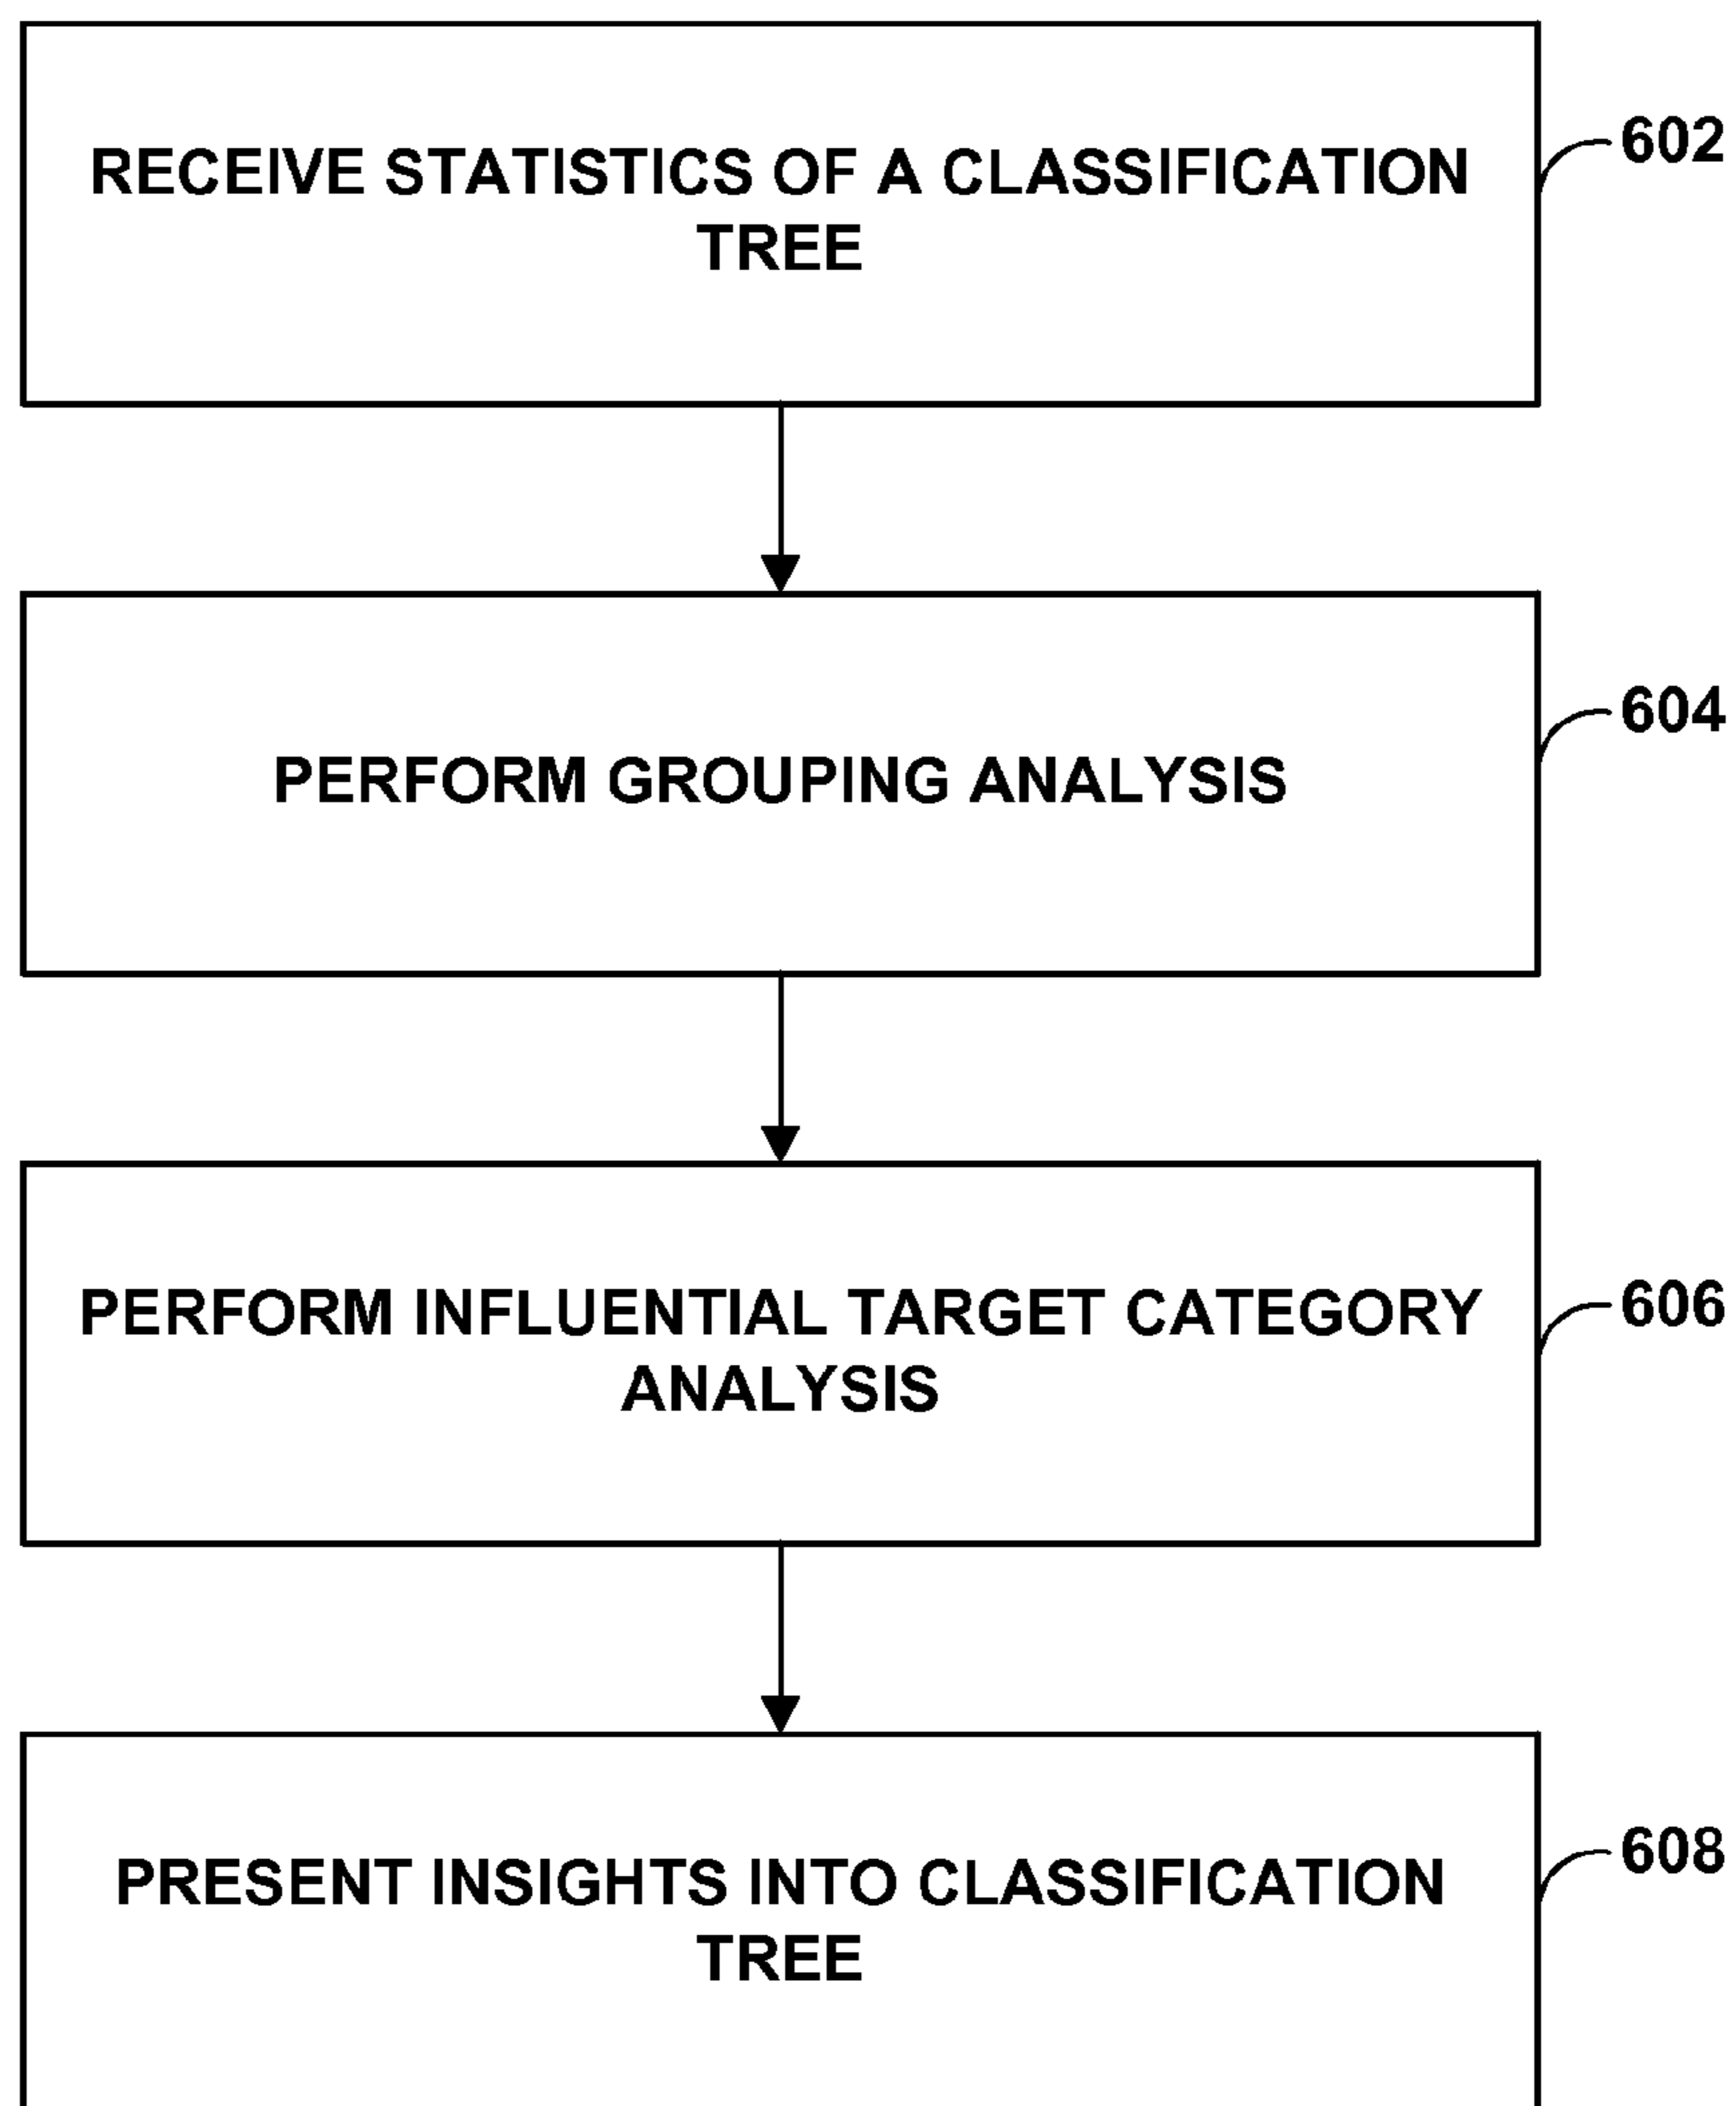 RECEIVE STATISTICS OF A CLASSIFICATION
TREE
602
PERFORM GROUPING ANALYSIS
604
PERFORM INFLUENTIAL TARGET CATEGORY
ANALYSIS
606
PRESENT INSIGHTS INTO CLASSIFICATION
TREE
608